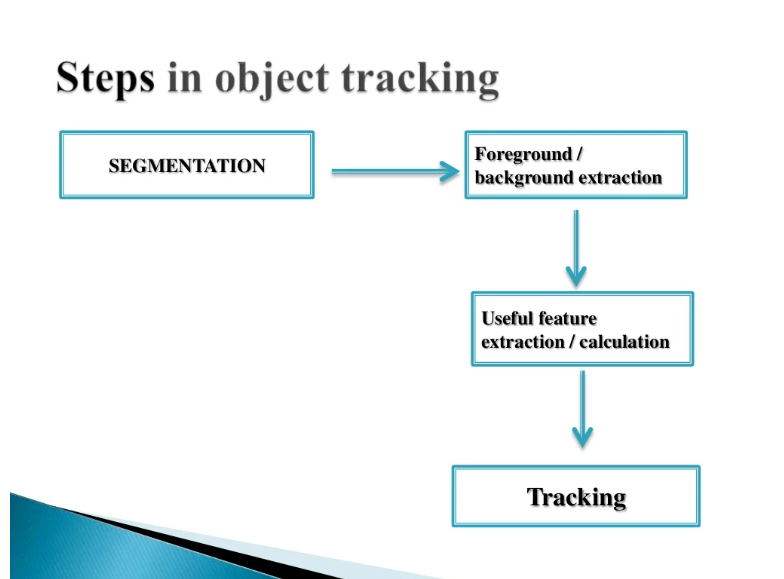 Steps in object tracking
SEGMENTATION
Foreground /
background extraction
Useful feature
extraction / calculation
Tracking